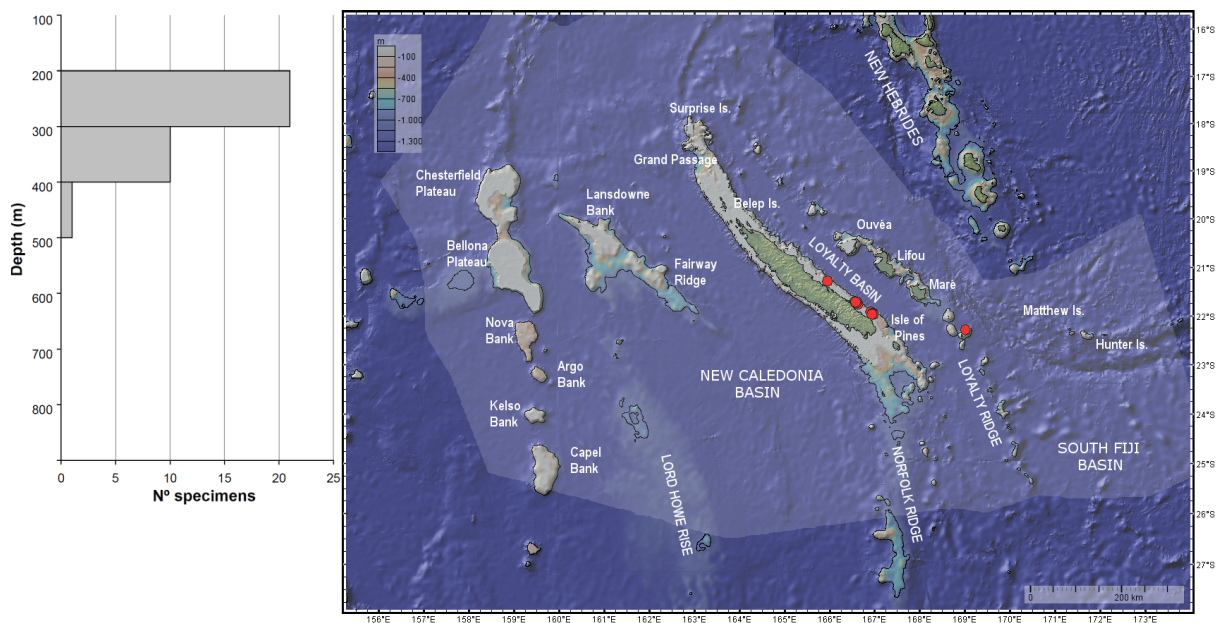 100
200
300
400
500
600
700
800
Depth (m)
0
5
10
15
20
25
Nº specimens
m
-100
-400
-700
-1.000
-1.300
NEW HEBRIDES
Surprise Is.
Grand Passage
Chesterfield
Plateau
Lansdowne
Bank
Belep Is.
Ouvèa
LOYALTY BASIN
Lifou
Bellona
Plateau
Fairway
Ridge
Marè
Nova
Bank
Isle of
Pines
Matthew Is.
Hunter Is.
Argo
Bank
NEW CALEDONIA
BASIN
LOYALTY RIDGE
Kelso
Bank
Capel
Bank
SOUTH FIJI
BASIN
LORD HOWE RISE
NORFOLK RIDGE
0
200 km
16°S
17°S
18°S
19°S
20°S
21°S
22°S
23°S
24°S
25°S
26°S
27°S
156°E
157°E
158°E
159°E
160°E
161°E
162°E
163°E
164°E
165°E
166°E
167°E
168°E
169°E
170°E
171°E
172°E
173°E